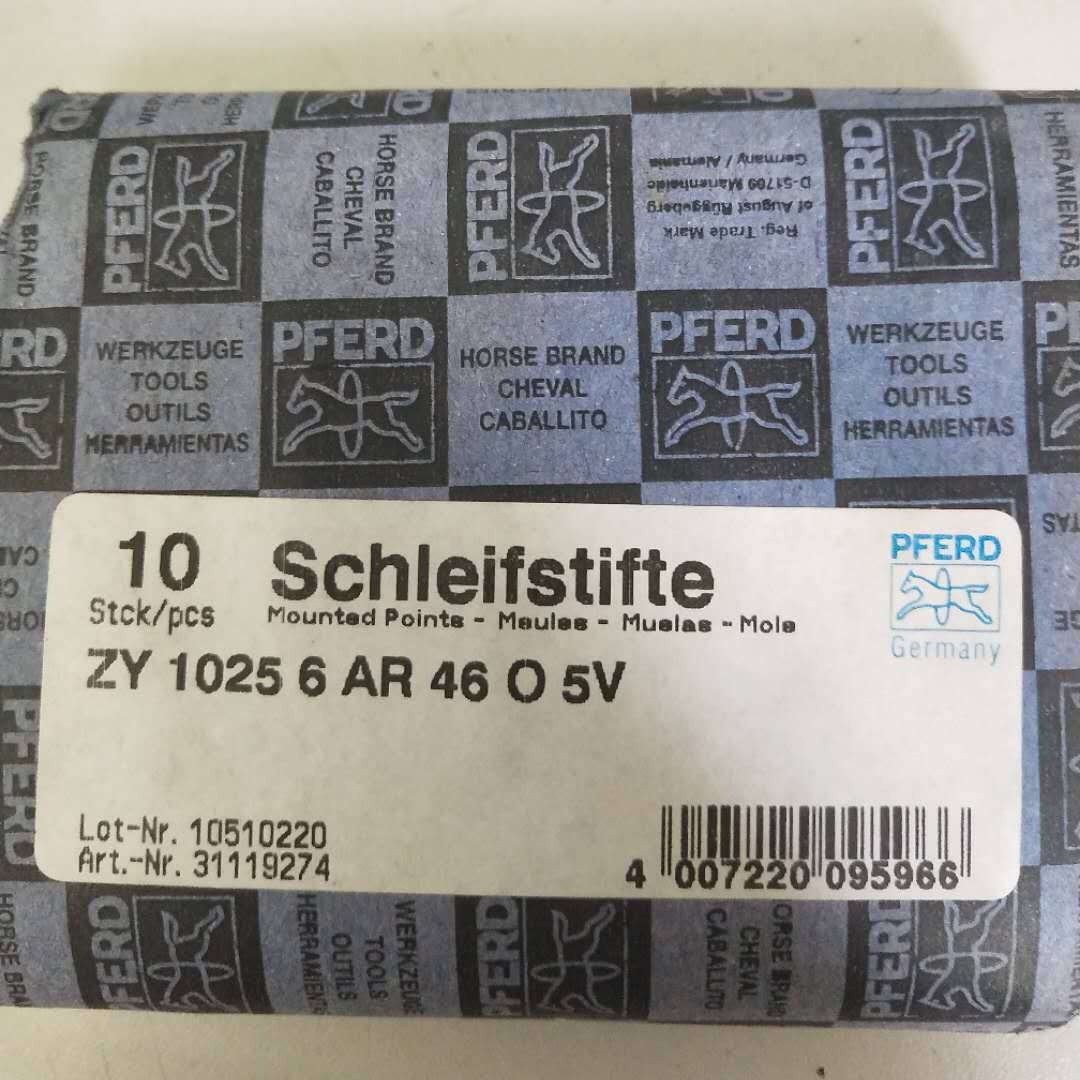 HORSE BRAND
PFERD
HORSE BRAND
CHEVAL
CABALLITO
PFERD
Reg. Trade Mark
of August Rüggeberg
D-51709 Marienheide
Germany / Alemania
PFERD
HERRAMIENTAS
PFERD
HORSE BRAND
CHEVAL
CABALLITO
PFERD
WERKZEUGE
TOOLS
OUTILS
HERRAMIENTAS
WERKZEUGE
TOOLS
OUTILS
HERRAMIENTAS
10
Stck/pcs
Schleifstifte
Mounted Points - Meules - Muelas - Mole
ZY 1025 6 AR 46 O 5V
PFERD
Germany
Lot-Nr. 10510220
Art.-Nr. 31119274
4 007220 095966
PFERD
PFERD
WERKZEUGE
TOOLS
OUTILS
PFERD
CHEVAL
CABALLITO
PFERD